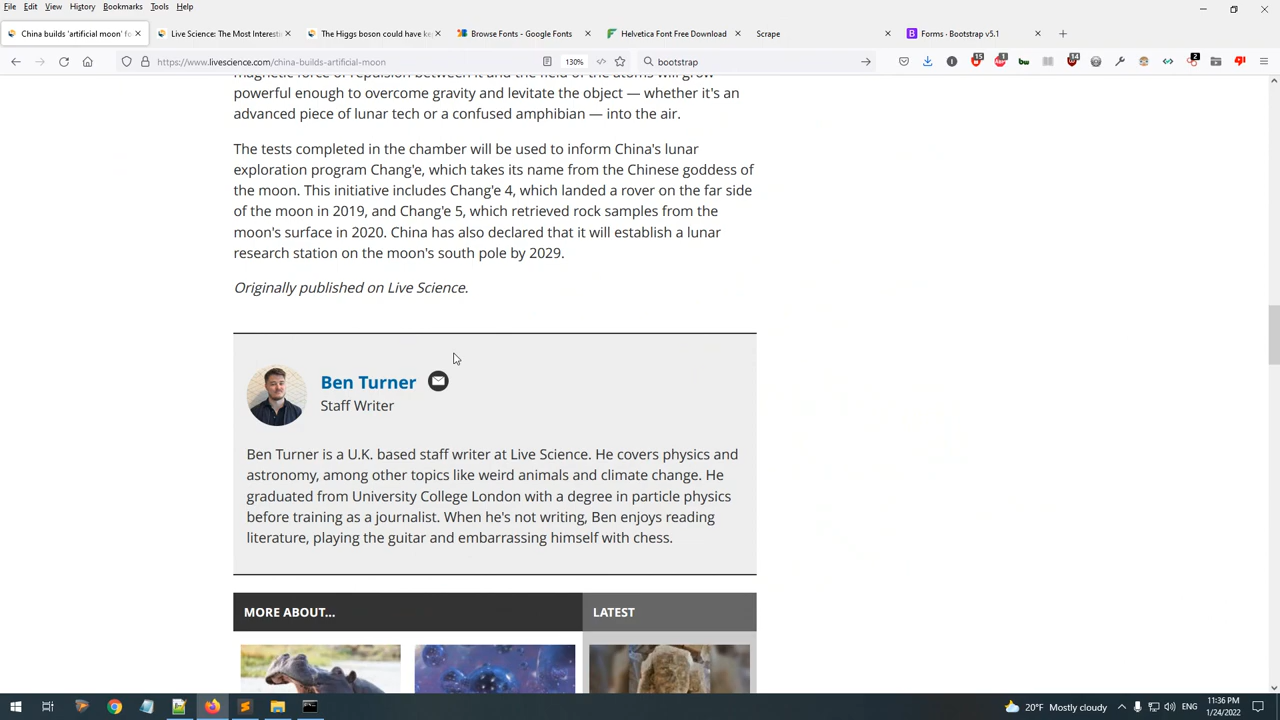 File Edit View History Bookmarks Tools Help
China builds 'artificial moon' fo
Live Science: The Most Interesti
The Higgs boson could have ke
Browse Fonts - Google Fonts
Helvetica Font Free Download
Scrape
Forms · Bootstrap v5.1
https://www.livescience.com/china-builds-artificial-moon
130%
bootstrap
magnetic force of repulsion between it and the field of the atoms will grow
powerful enough to overcome gravity and levitate the object — whether it's an
advanced piece of lunar tech or a confused amphibian — into the air.
The tests completed in the chamber will be used to inform China's lunar
exploration program Chang'e, which takes its name from the Chinese goddess of
the moon. This initiative includes Chang'e 4, which landed a rover on the far side
of the moon in 2019, and Chang'e 5, which retrieved rock samples from the
moon's surface in 2020. China has also declared that it will establish a lunar
research station on the moon's south pole by 2029.
Originally published on Live Science.
Ben Turner
Staff Writer
Ben Turner is a U.K. based staff writer at Live Science. He covers physics and
astronomy, among other topics like weird animals and climate change. He
graduated from University College London with a degree in particle physics
before training as a journalist. When he's not writing, Ben enjoys reading
literature, playing the guitar and embarrassing himself with chess.
MORE ABOUT...
LATEST
20°F Mostly cloudy
ENG
11:36 PM
1/24/2022